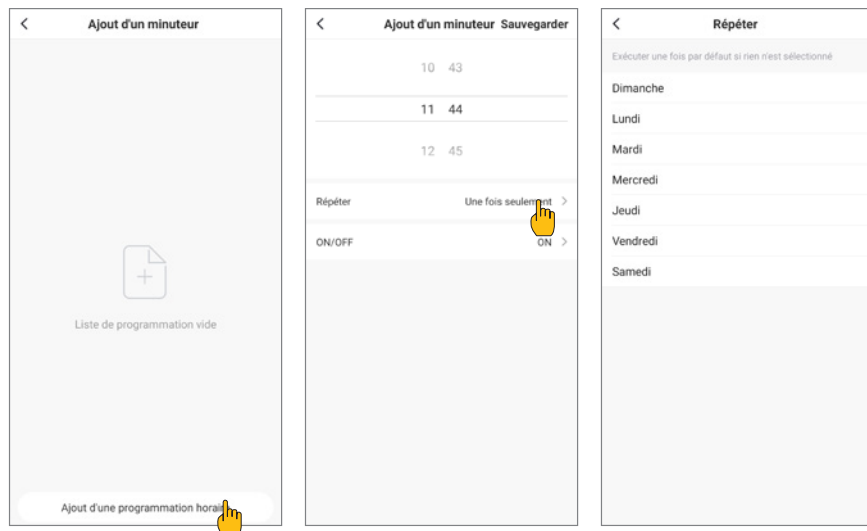 Ajout d'un minuteur
Liste de programmation vide
Ajout d'une programmation horaire
Ajout d'un minuteur Sauvegarder
10 43
11 44
12 45
Répéter Une fois seulement
ON/OFF ON
Répéter
Exécuter une fois par défaut si rien n'est sélectionné
Dimanche
Lundi
Mardi
Mercredi
Jeudi
Vendredi
Samedi